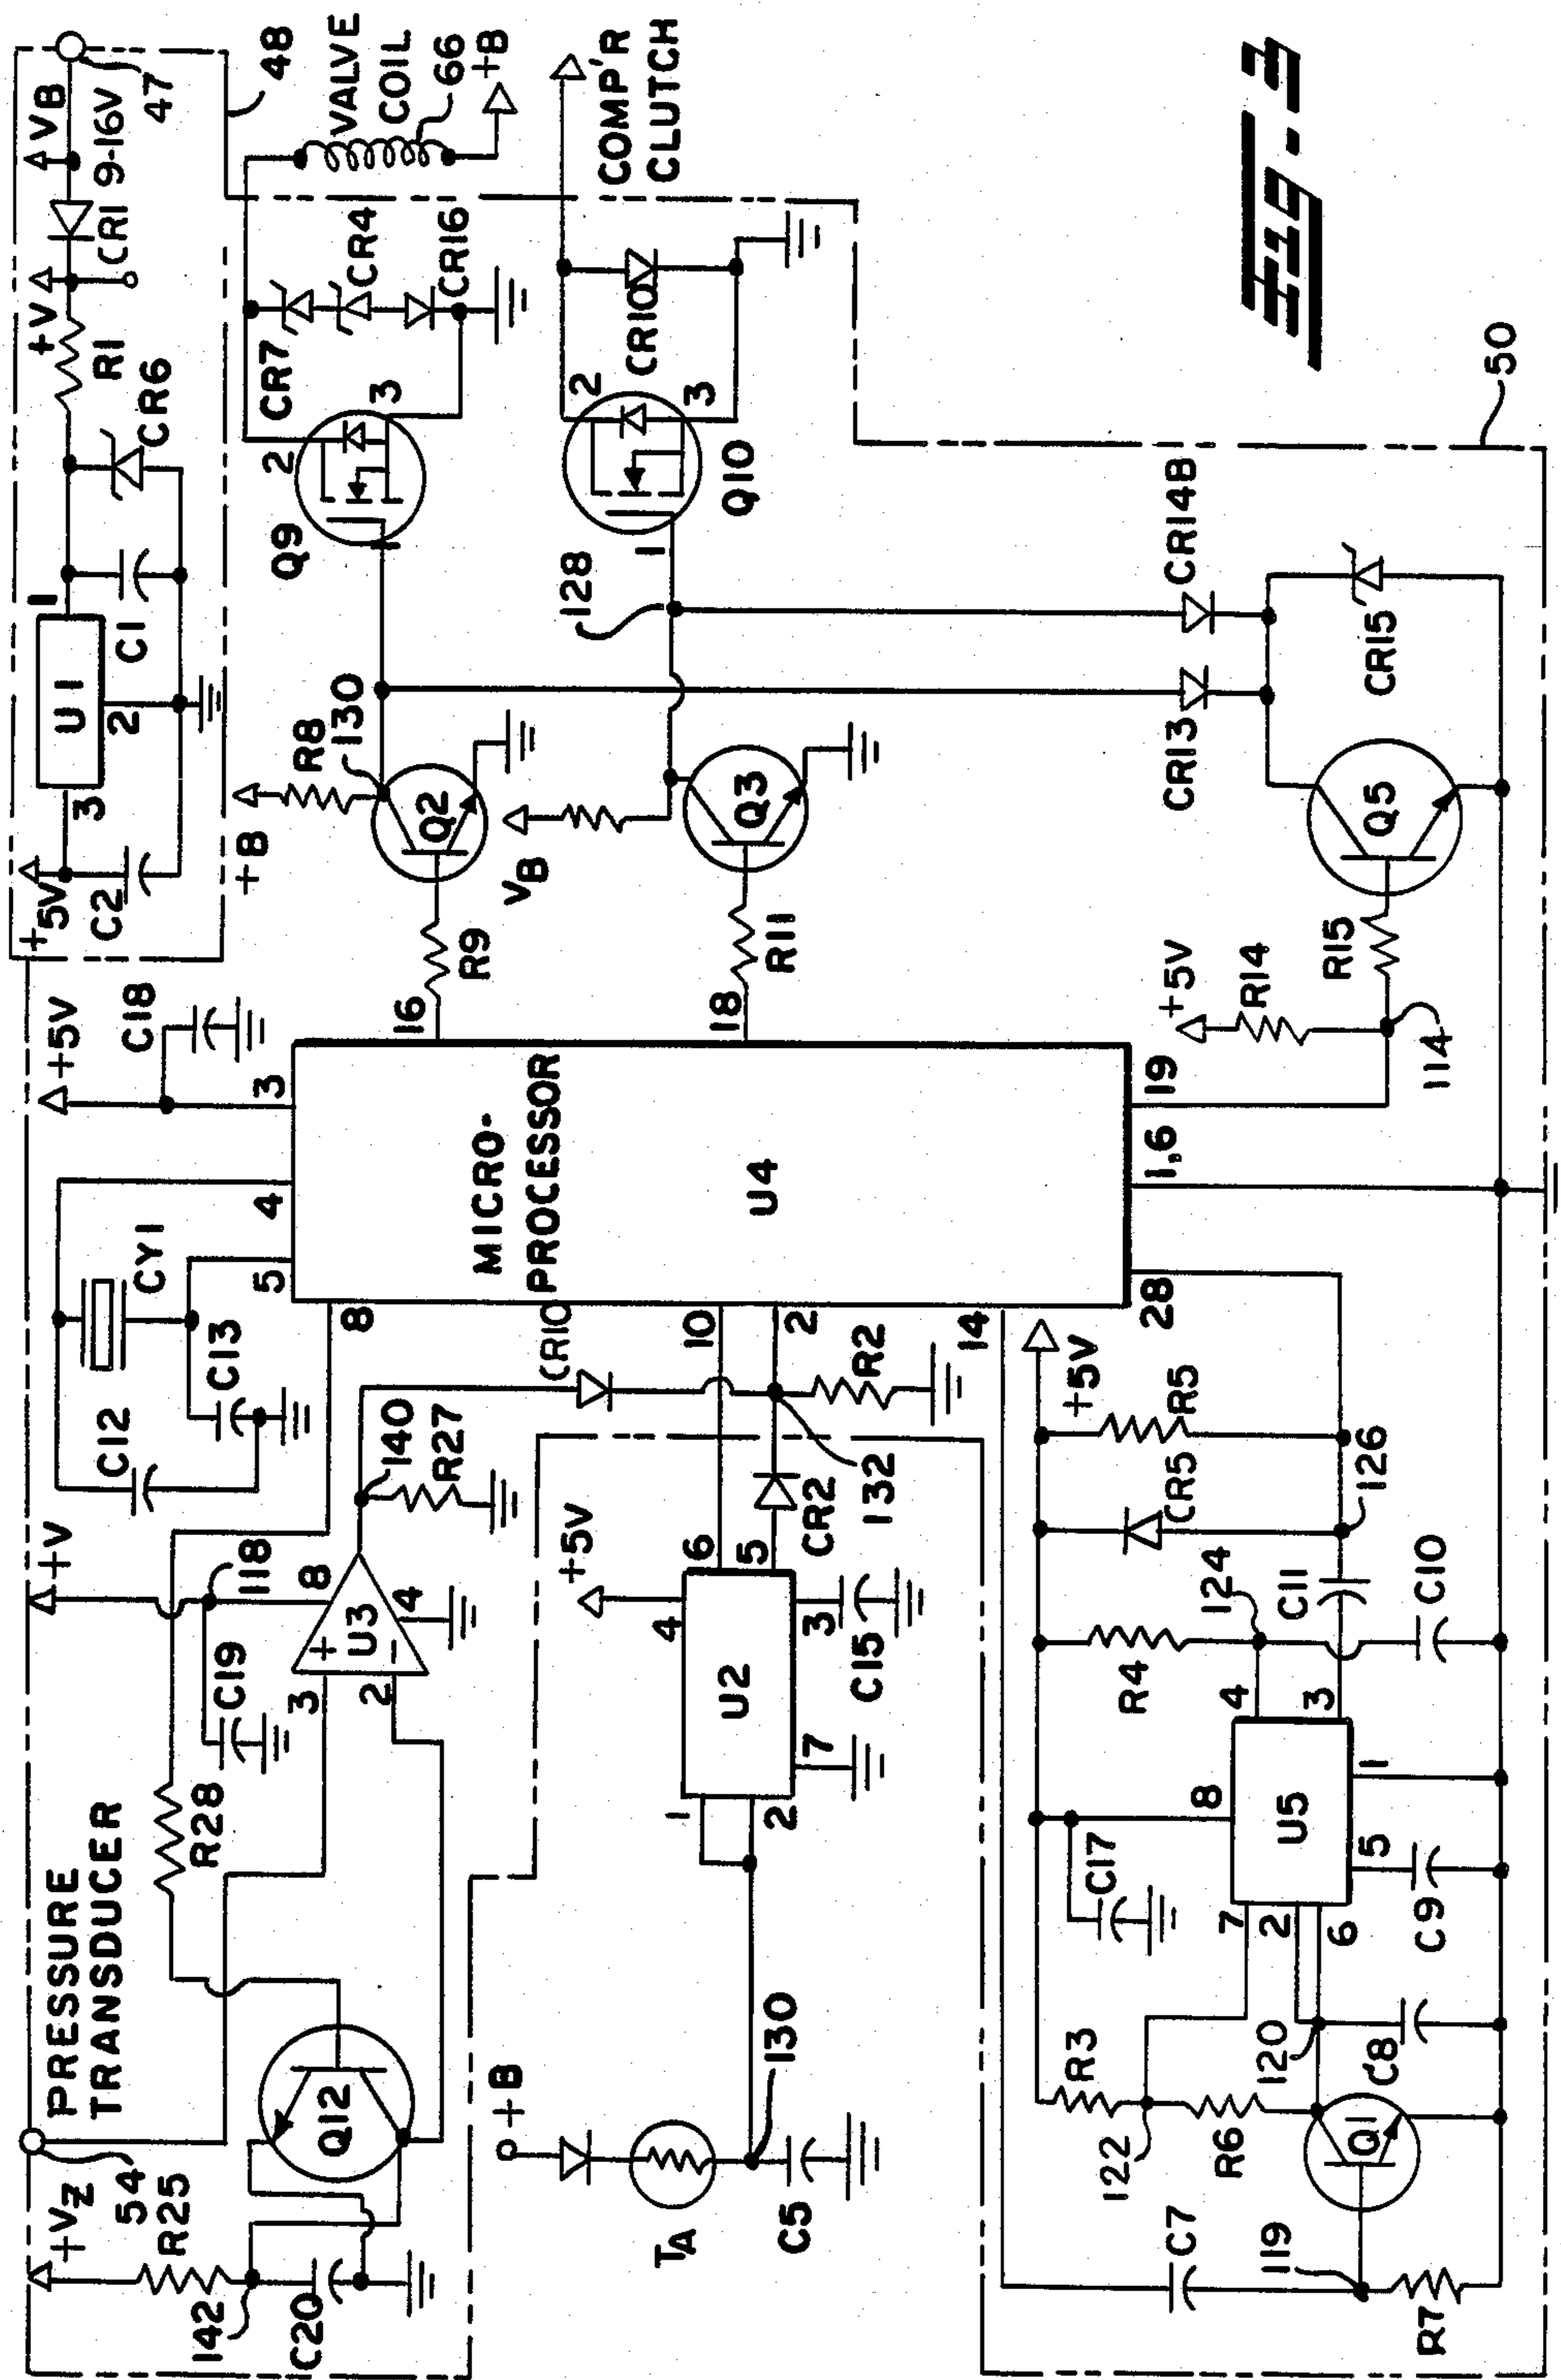 PRESSURE
TRANSDUCER
+VZ
54
R25
142
C20
Q12
R28
C19
118
+V
3
2
8
4
+
−
U3
140
R27
C12
C13
CY1
5
4
3
8
+5V
C18
MICRO-
PROCESSOR
U4
CR10
10
2
14
28
1,6
19
16
18
R2
132
CR2
+5V
4
6
5
3
U2
1
2
7
C15
+B
TA
C5
130
+5V
C2
3
U1
1
2
C1
CR6
R1
+V
CR1
9-16V
VB
47
48
+B
R8
130
Q2
R9
VB
Q3
R11
Q9
1
2
3
CR7
CR4
CR16
VALVE
COIL
66
+B
COMP'R
CLUTCH
128
1
2
3
Q10
CR10
CR14B
CR13
CR15
Q5
R15
R14
+5V
114
50
+5V
R5
CR5
126
124
C11
C10
R4
4
3
8
U5
1
5
7
2
6
C17
C9
R3
122
R6
120
C8
Q1
C7
119
R7
FIG-3